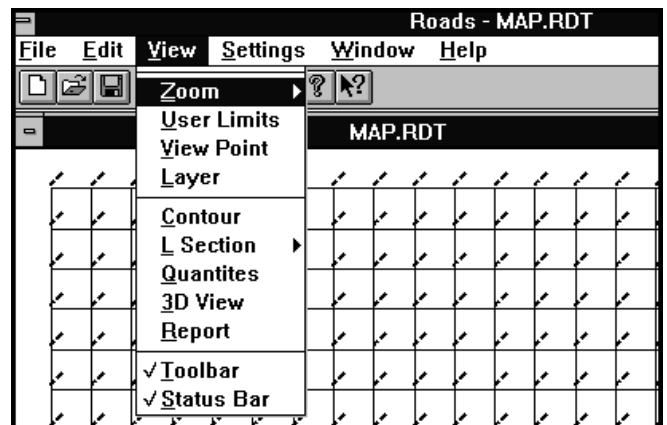 Roads - MAP.RDT
File Edit View Settings Window Help
Zoom
User Limits
View Point
Layer
Contour
L Section
Quantites
3D View
Report
✓Toolbar
✓Status Bar
MAP.RDT